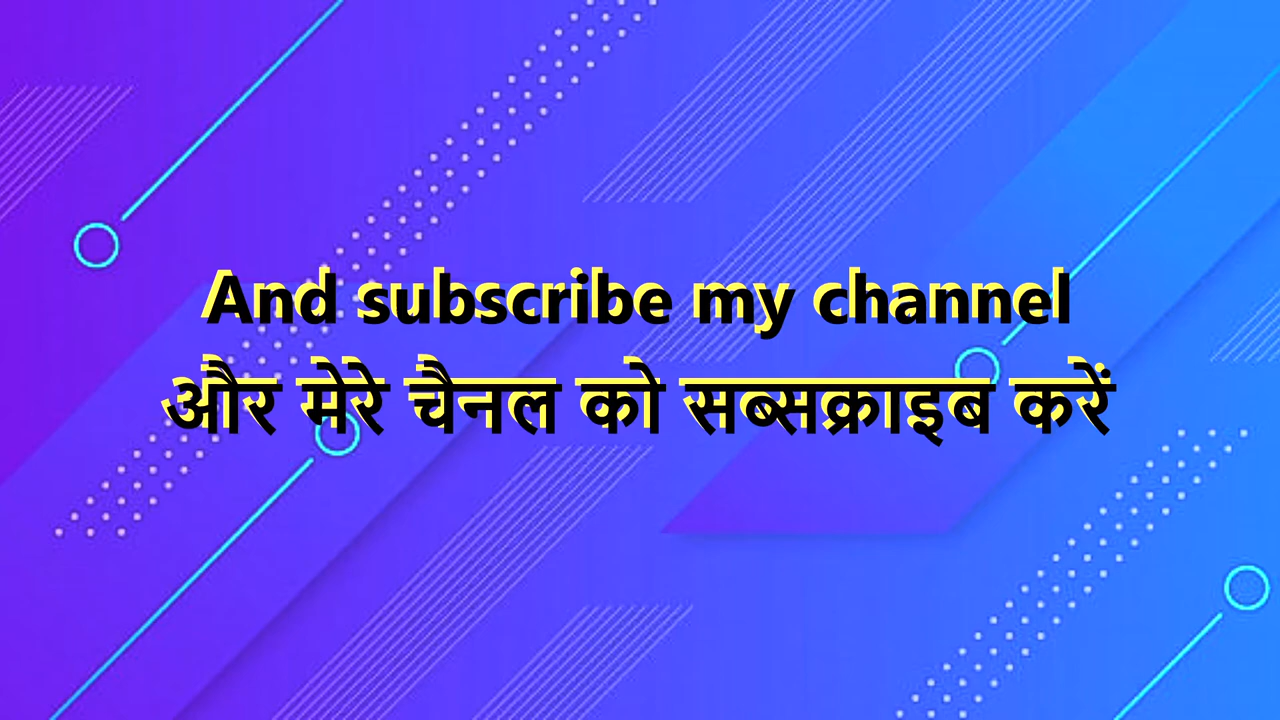 And subscribe my channel
और मेरे चैनल को सब्सक्राइब करें